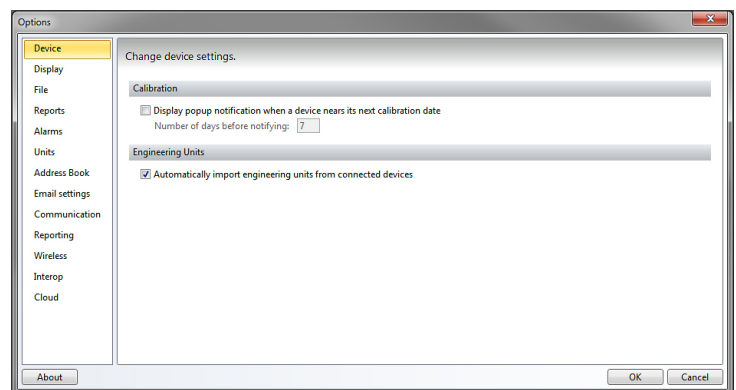 Options
Device
Display
File
Reports
Alarms
Units
Address Book
Email settings
Communication
Reporting
Wireless
Interop
Cloud
Change device settings.
Calibration
Display popup notification when a device nears its next calibration date
Number of days before notifying: 7
Engineering Units
Automatically import engineering units from connected devices
About
OK
Cancel